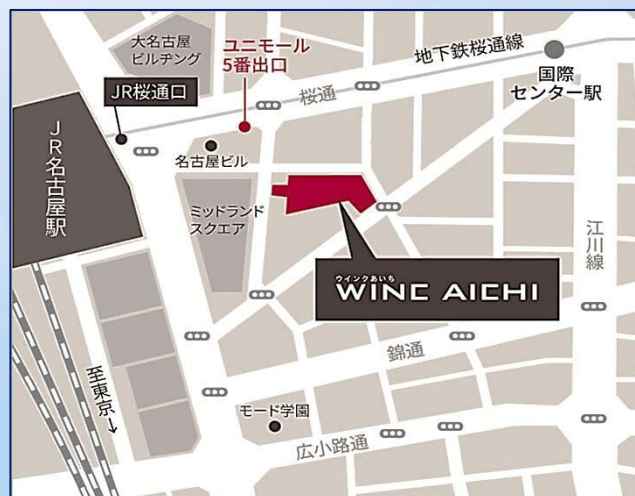 大名古屋
ビルヂング
ユニモール
5番出口
地下鉄桜通線
国際
センター駅
JR桜通口
桜通
JR名古屋駅
名古屋ビル
ミッドランド
スクエア
江川線
ウインクあいち
WINC AICHI
錦通
至東京→
モード学園
広小路通